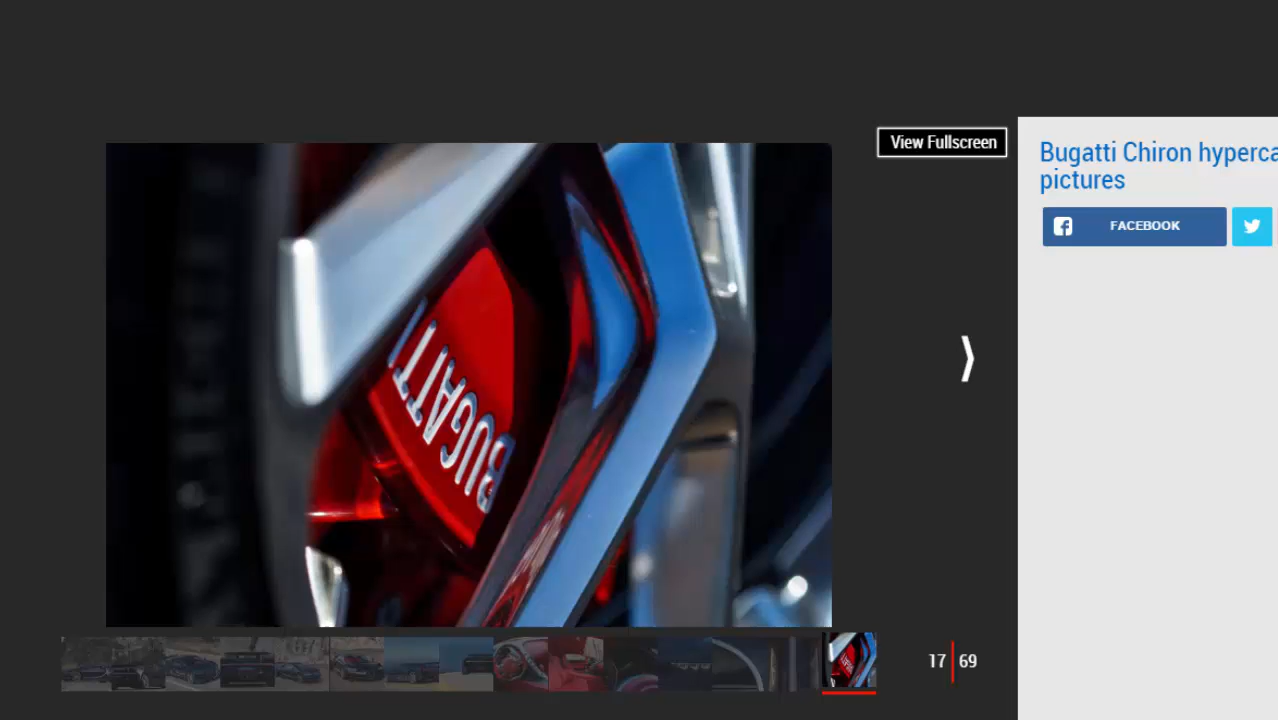 View Fullscreen
Bugatti Chiron hyperca
pictures
FACEBOOK
BUGATTI
17 69